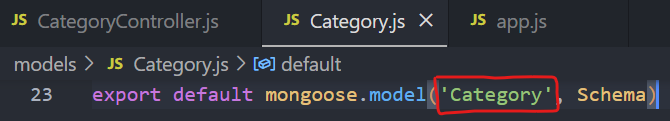 JS CategoryController.js JS Category.js × JS app.js
models > JS Category.js > default
23 export default mongoose.model('Category', Schema)